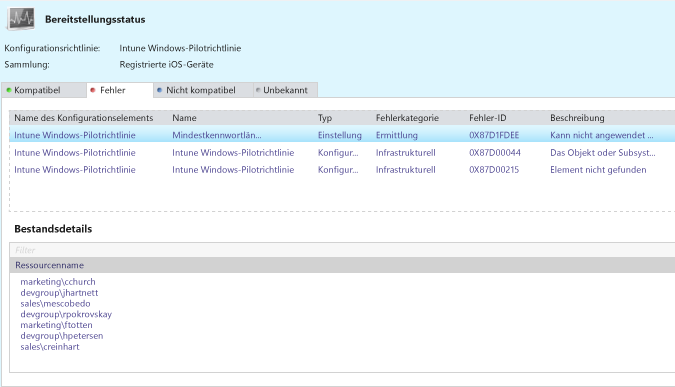 Bereitstellungsstatus
Konfigurationsrichtlinie: Intune Windows-Pilotrichtlinie
Sammlung: Registrierte iOS-Geräte
Kompatibel Fehler Nicht kompatibel Unbekannt
Name des Konfigurationselements Name Typ Fehlerkategorie Fehler-ID Beschreibung
Intune Windows-Pilotrichtlinie Mindestkennwortlän... Einstellung Ermittlung 0X87D1FDEE Kann nicht angewendet ...
Intune Windows-Pilotrichtlinie Intune Windows-Pilotrichtlinie Konfigur... Infrastrukturell 0X87D00044 Das Objekt oder Subsyst...
Intune Windows-Pilotrichtlinie Intune Windows-Pilotrichtlinie Konfigur... Infrastrukturell 0X87D00215 Element nicht gefunden
Bestandsdetails
Filter
Ressourcenname
marketing\cchurch
devgroup\jhartnett
sales\mescobedo
devgroup\rpokrovskay
marketing\ftotten
devgroup\hpetersen
sales\creinhart